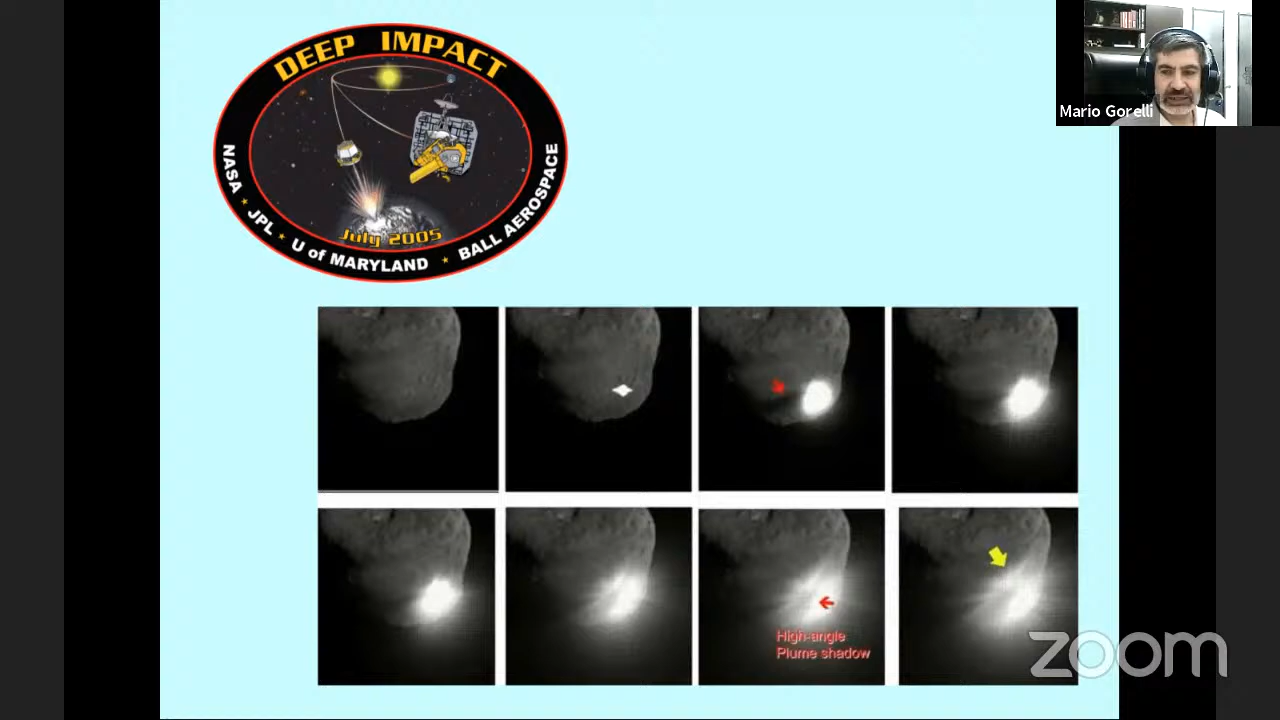 DEEP IMPACT
NASA ★ JPL ★ U of MARYLAND ★ BALL AEROSPACE
July 2005
Mario Gorelli
High-angle
Plume shadow
zoom